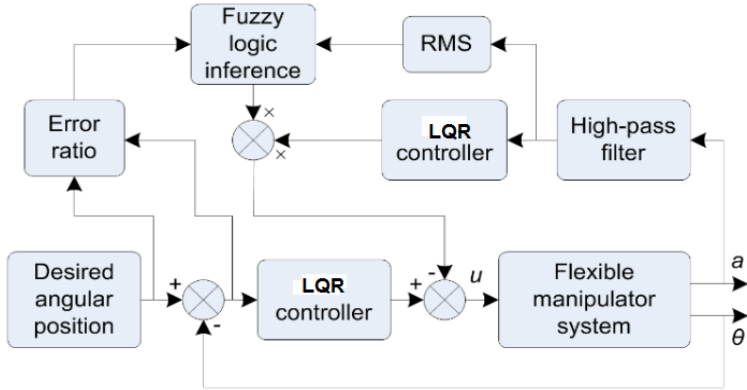 Fuzzy
logic
inference
RMS
Error
ratio
×
×
LQR
controller
High-pass
filter
Desired
angular
position
+
-
LQR
controller
+
-
u
Flexible
manipulator
system
a
θ